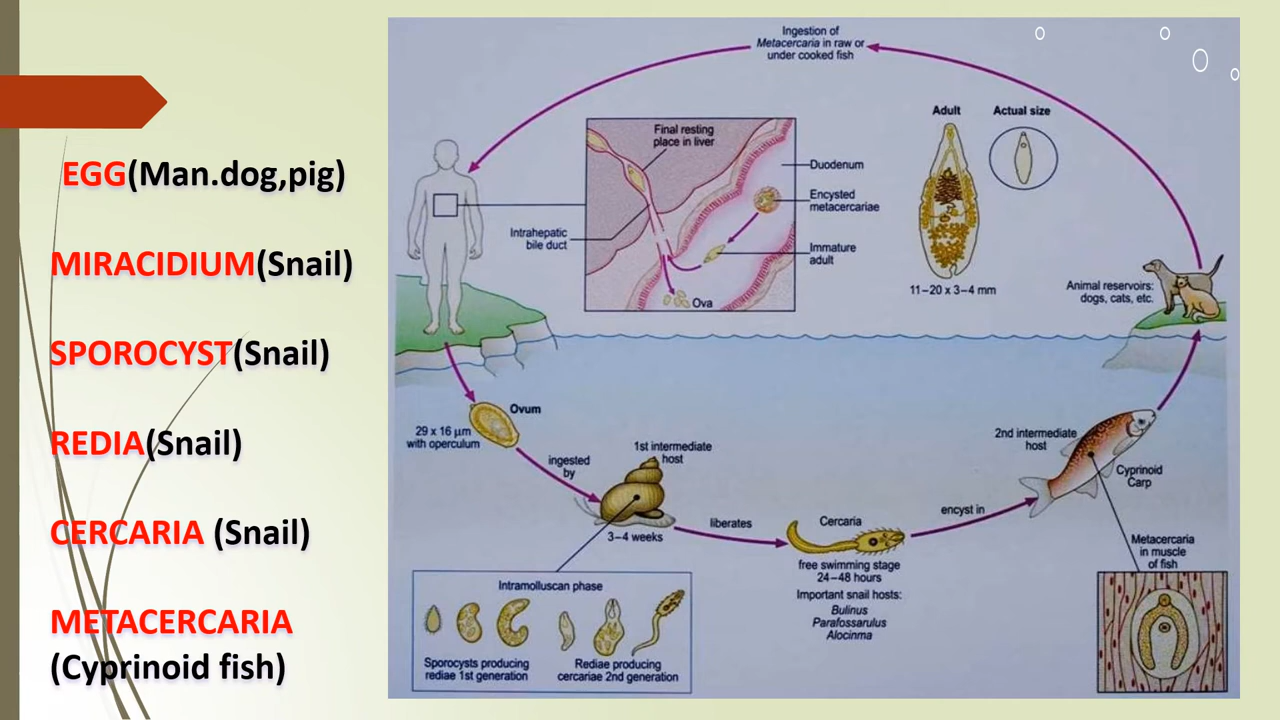 EGG(Man.dog,pig)
MIRACIDIUM(Snail)
SPOROCYST(Snail)
REDIA(Snail)
CERCARIA (Snail)
METACERCARIA
(Cyprinoid fish)
Ingestion of
Metacercaria in raw or
under cooked fish
Final resting
place in liver
Duodenum
Encysted
metacercariae
Intrahepatic
bile duct
Immature
adult
Ova
Adult
Actual size
11–20 x 3–4 mm
Animal reservoirs:
dogs, cats, etc.
Ovum
29 x 16 µm
with operculum
ingested
by
1st intermediate
host
3–4 weeks
liberates
Cercaria
free swimming stage
24–48 hours
Important snail hosts:
Bulinus
Parafossarulus
Alocinma
encyst in
2nd intermediate
host
Cyprinoid
Carp
Metacercaria
in muscle
of fish
Intramolluscan phase
Sporocysts producing
rediae 1st generation
Rediae producing
cercariae 2nd generation